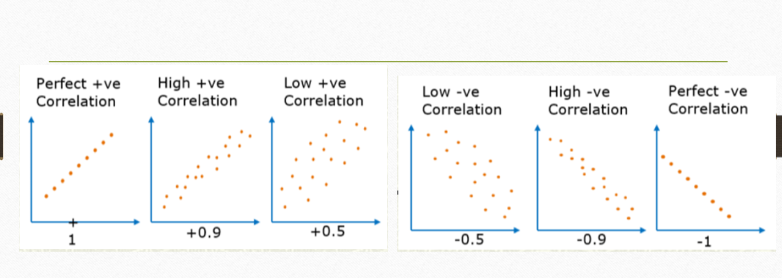 Perfect +ve
Correlation
+
1
High +ve
Correlation
+0.9
Low +ve
Correlation
+0.5
Low -ve
Correlation
-0.5
High -ve
Correlation
-0.9
Perfect -ve
Correlation
-1